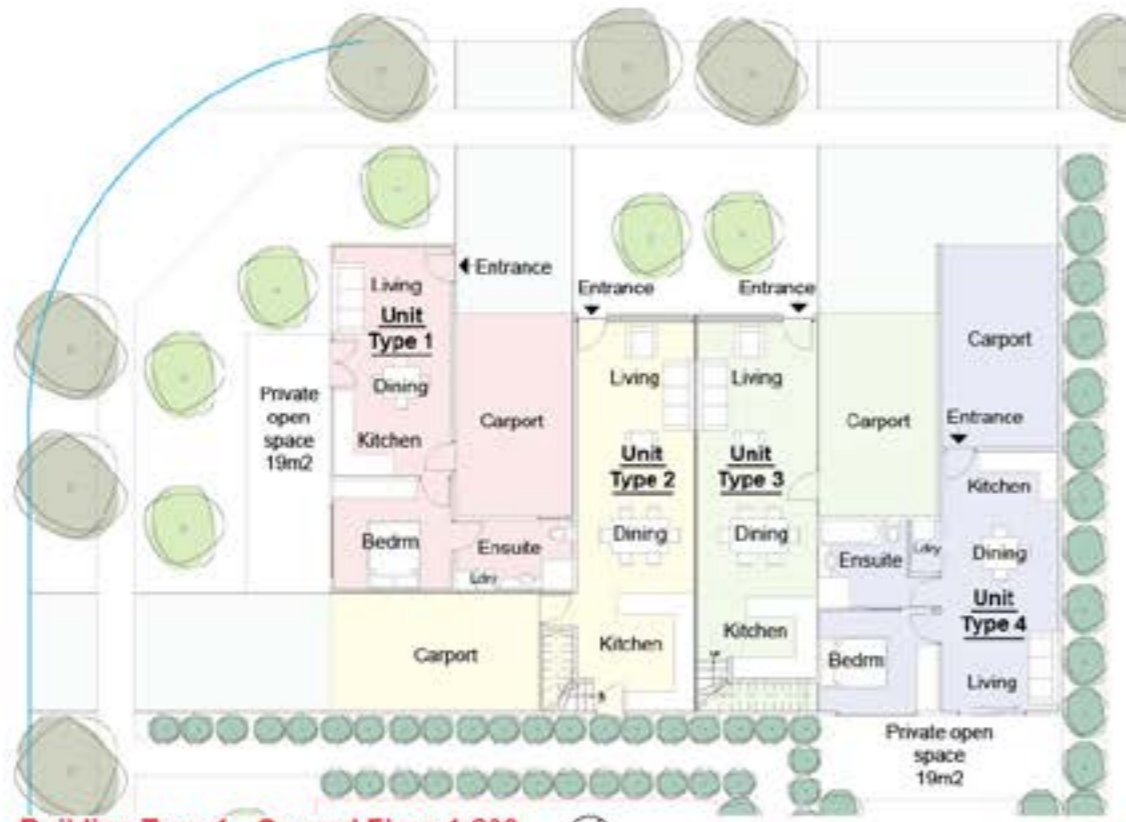 Living
Unit
Type 1
Dining
Kitchen
Entrance
Private
open
space
19m2
Carport
Bedrm
Ensuite
Ldry
Carport
Entrance
Living
Unit
Type 2
Dining
Kitchen
Entrance
Living
Unit
Type 3
Dining
Kitchen
Carport
Carport
Entrance
Kitchen
Dining
Unit
Type 4
Living
Ensuite
Ldry
Bedrm
Private open
space
19m2